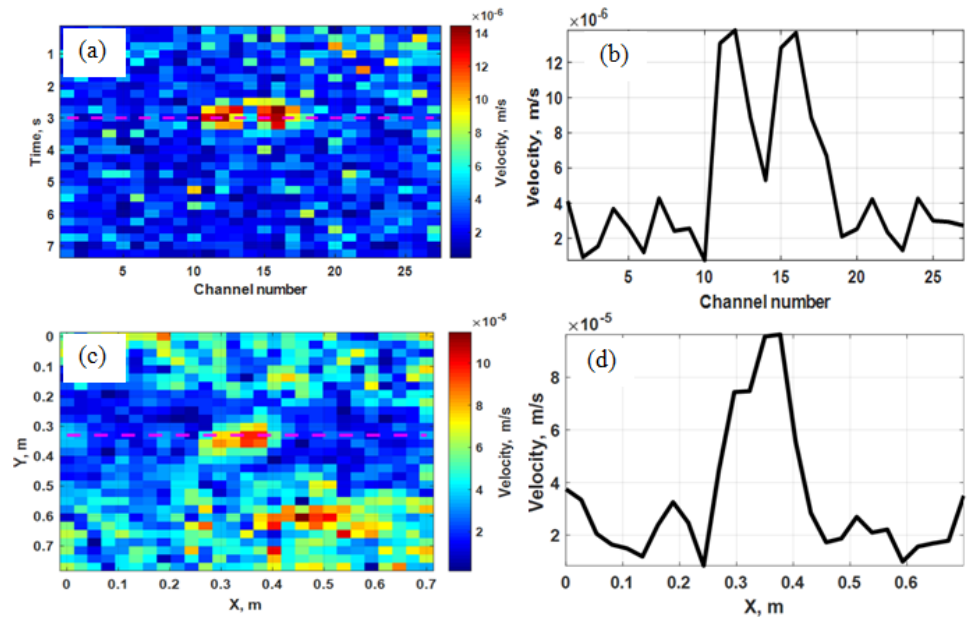 (a)
×10⁻⁶
1
2
3
4
5
6
7
Time, s
5 10 15 20 25
Channel number
14
12
10
8
6
4
2
Velocity, m/s
(b)
×10⁻⁶
12
10
8
6
4
2
Velocity, m/s
5 10 15 20 25
Channel number
(c)
×10⁻⁵
0
0.1
0.2
0.3
0.4
0.5
0.6
0.7
Y, m
0 0.1 0.2 0.3 0.4 0.5 0.6 0.7
X, m
10
8
6
4
2
Velocity, m/s
(d)
×10⁻⁵
8
6
4
2
Velocity, m/s
0 0.1 0.2 0.3 0.4 0.5 0.6
X, m